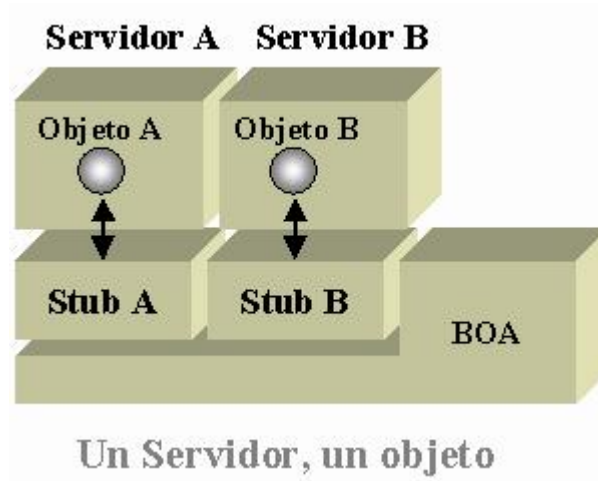 Servidor A Servidor B
Objeto A Objeto B
Stub A Stub B
BOA
Un Servidor, un objeto